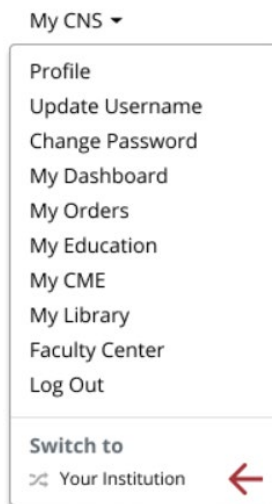 My CNS
Profile
Update Username
Change Password
My Dashboard
My Orders
My Education
My CME
My Library
Faculty Center
Log Out
Switch to
Your Institution